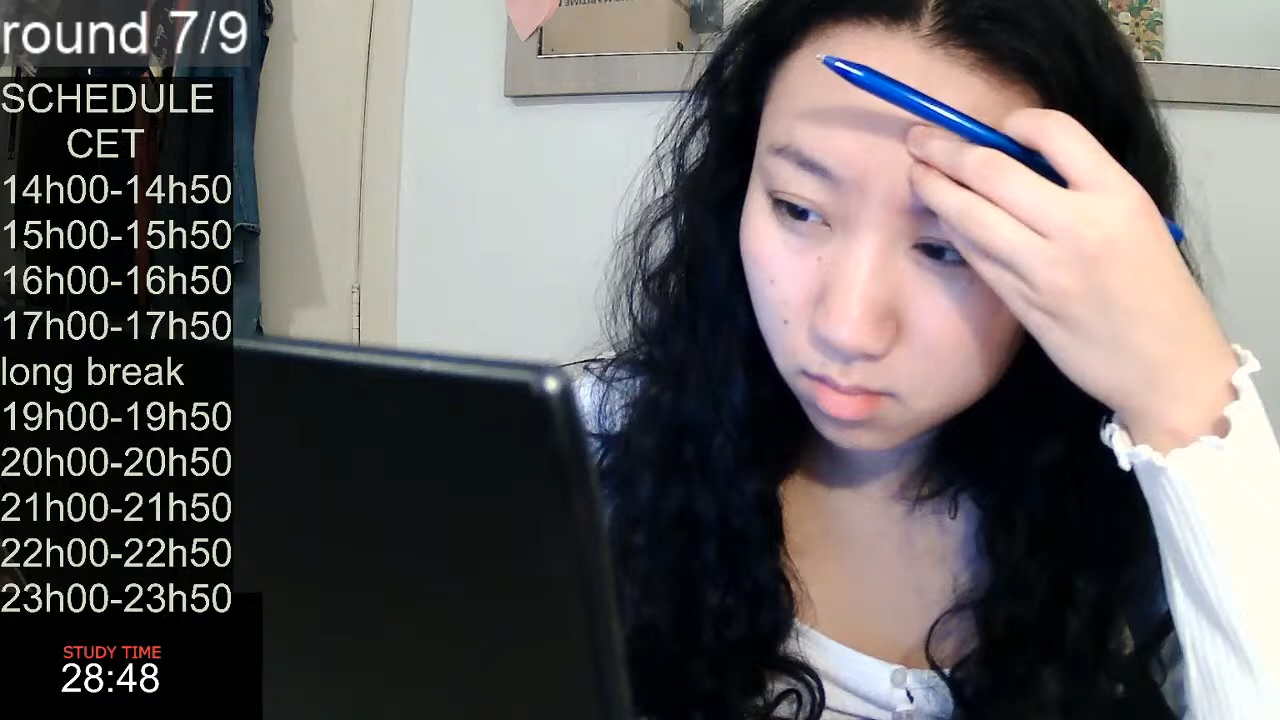 round 7/9
SCHEDULE
CET
14h00-14h50
15h00-15h50
16h00-16h50
17h00-17h50
long break
19h00-19h50
20h00-20h50
21h00-21h50
22h00-22h50
23h00-23h50
STUDY TIME
28:48